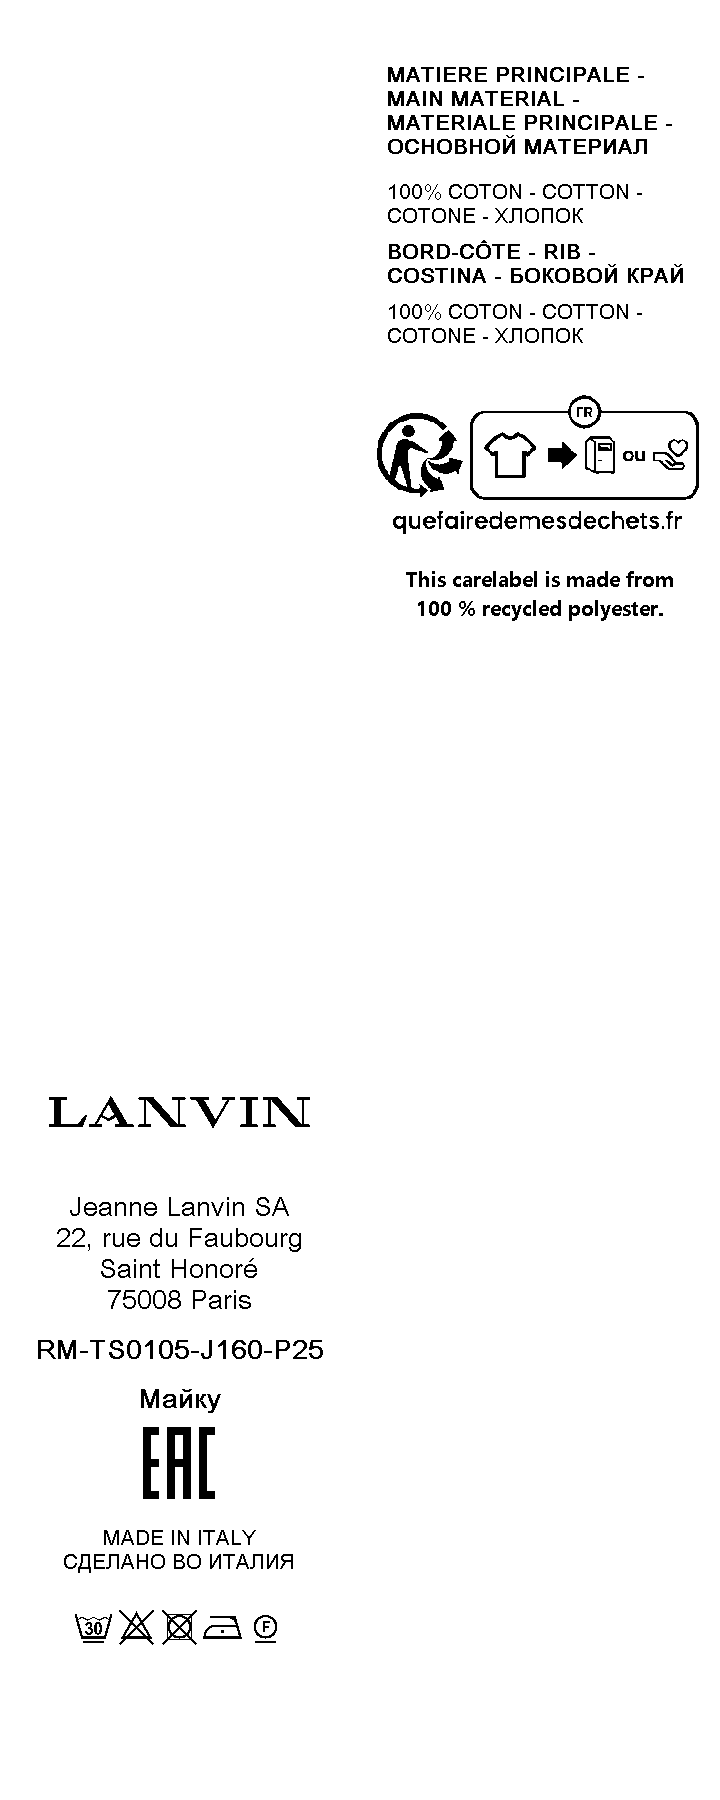 MATIERE PRINCIPALE -
MAIN MATERIAL -
MATERIALE PRINCIPALE -
ОСНОВНОЙ МАТЕРИАЛ
100% COTON - COTTON -
COTONE - ХЛОПОК
BORD-CÔTE - RIB -
COSTINA - БОКОВОЙ КРАЙ
100% COTON - COTTON -
COTONE - ХЛОПОК
FR
ou
quefairedemesdechets.fr
This carelabel is made from
100 % recycled polyester.
LANVIN
Jeanne Lanvin SA
22, rue du Faubourg
Saint Honoré
75008 Paris
RM-TS0105-J160-P25
Майку
EAC
MADE IN ITALY
СДЕЛАНО ВО ИТАЛИЯ
30 F